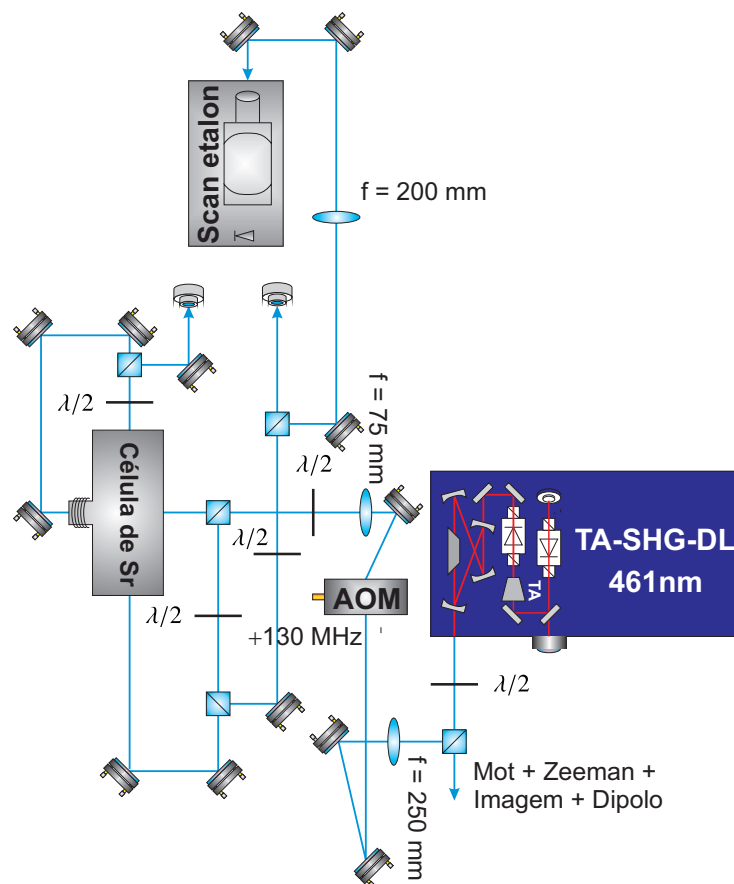 Scan etalon
f = 200 mm
λ/2
f = 75 mm
Célula de Sr
λ/2
λ/2
λ/2
TA-SHG-DL
461nm
TA
AOM
+130 MHz
λ/2
f = 250 mm
Mot + Zeeman +
Imagem + Dipolo